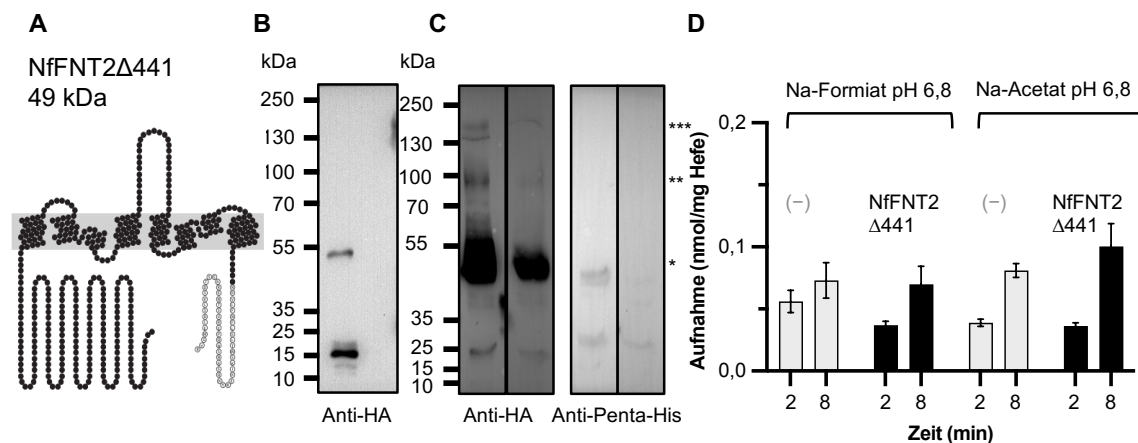 A
NfFNT2Δ441
49 kDa
B
kDa
250
130
100
70
55
35
25
15
10
Anti-HA
C
kDa
250
130
100
70
55
35
25
15
10
***
**
*
Anti-HA
Anti-Penta-His
D
Na-Formiat pH 6,8
Na-Acetat pH 6,8
Aufnahme (nmol/mg Hefe)
0,2
0,1
0,0
(−)
NfFNT2
Δ441
(−)
NfFNT2
Δ441
2 8 2 8 2 8 2 8
Zeit (min)